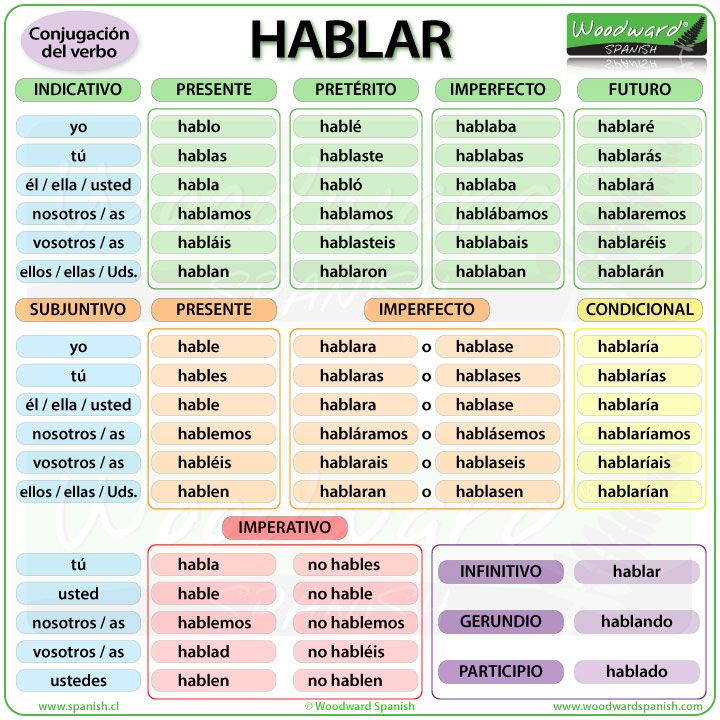 Conjugación
del verbo
HABLAR
Woodward®
SPANISH
INDICATIVO PRESENTE PRETÉRITO IMPERFECTO FUTURO
yo hablo hablé hablaba hablaré
tú hablas hablaste hablabas hablarás
él / ella / usted habla habló hablaba hablará
nosotros / as hablamos hablamos hablábamos hablaremos
vosotros / as habláis hablasteis hablabais hablaréis
ellos / ellas / Uds. hablan hablaron hablaban hablarán
SUBJUNTIVO PRESENTE IMPERFECTO CONDICIONAL
yo hable hablara o hablase hablaría
tú hables hablaras o hablases hablarías
él / ella / usted hable hablara o hablase hablaría
nosotros / as hablemos habláramos o hablásemos hablaríamos
vosotros / as habléis hablarais o hablaseis hablaríais
ellos / ellas / Uds. hablen hablaran o hablasen hablarían
IMPERATIVO
tú habla no hables
usted hable no hable
nosotros / as hablemos no hablemos
vosotros / as hablad no habléis
ustedes hablen no hablen
INFINITIVO hablar
GERUNDIO hablando
PARTICIPIO hablado
www.spanish.cl © Woodward Spanish www.woodwardspanish.com